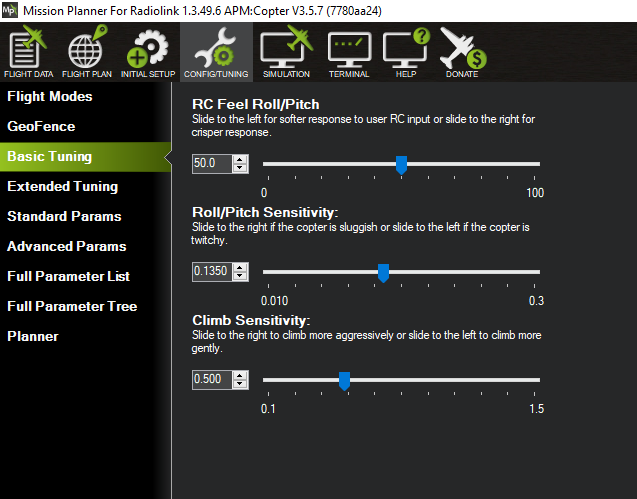 Mp
Mission Planner For Radiolink 1.3.49.6 APM:Copter V3.5.7 (7780aa24)
FLIGHT DATA FLIGHT PLAN INITIAL SETUP CONFIG/TUNING SIMULATION TERMINAL HELP DONATE
Flight Modes
GeoFence
Basic Tuning
Extended Tuning
Standard Params
Advanced Params
Full Parameter List
Full Parameter Tree
Planner
RC Feel Roll/Pitch
Slide to the left for softer response to user RC input or slide to the right for
crisper response.
50.0
0 100
Roll/Pitch Sensitivity:
Slide to the right if the copter is sluggish or slide to the left if the copter is
twitchy.
0.1350
0.010 0.3
Climb Sensitivity:
Slide to the right to climb more aggressively or slide to the left to climb more
gently.
0.500
0.1 1.5